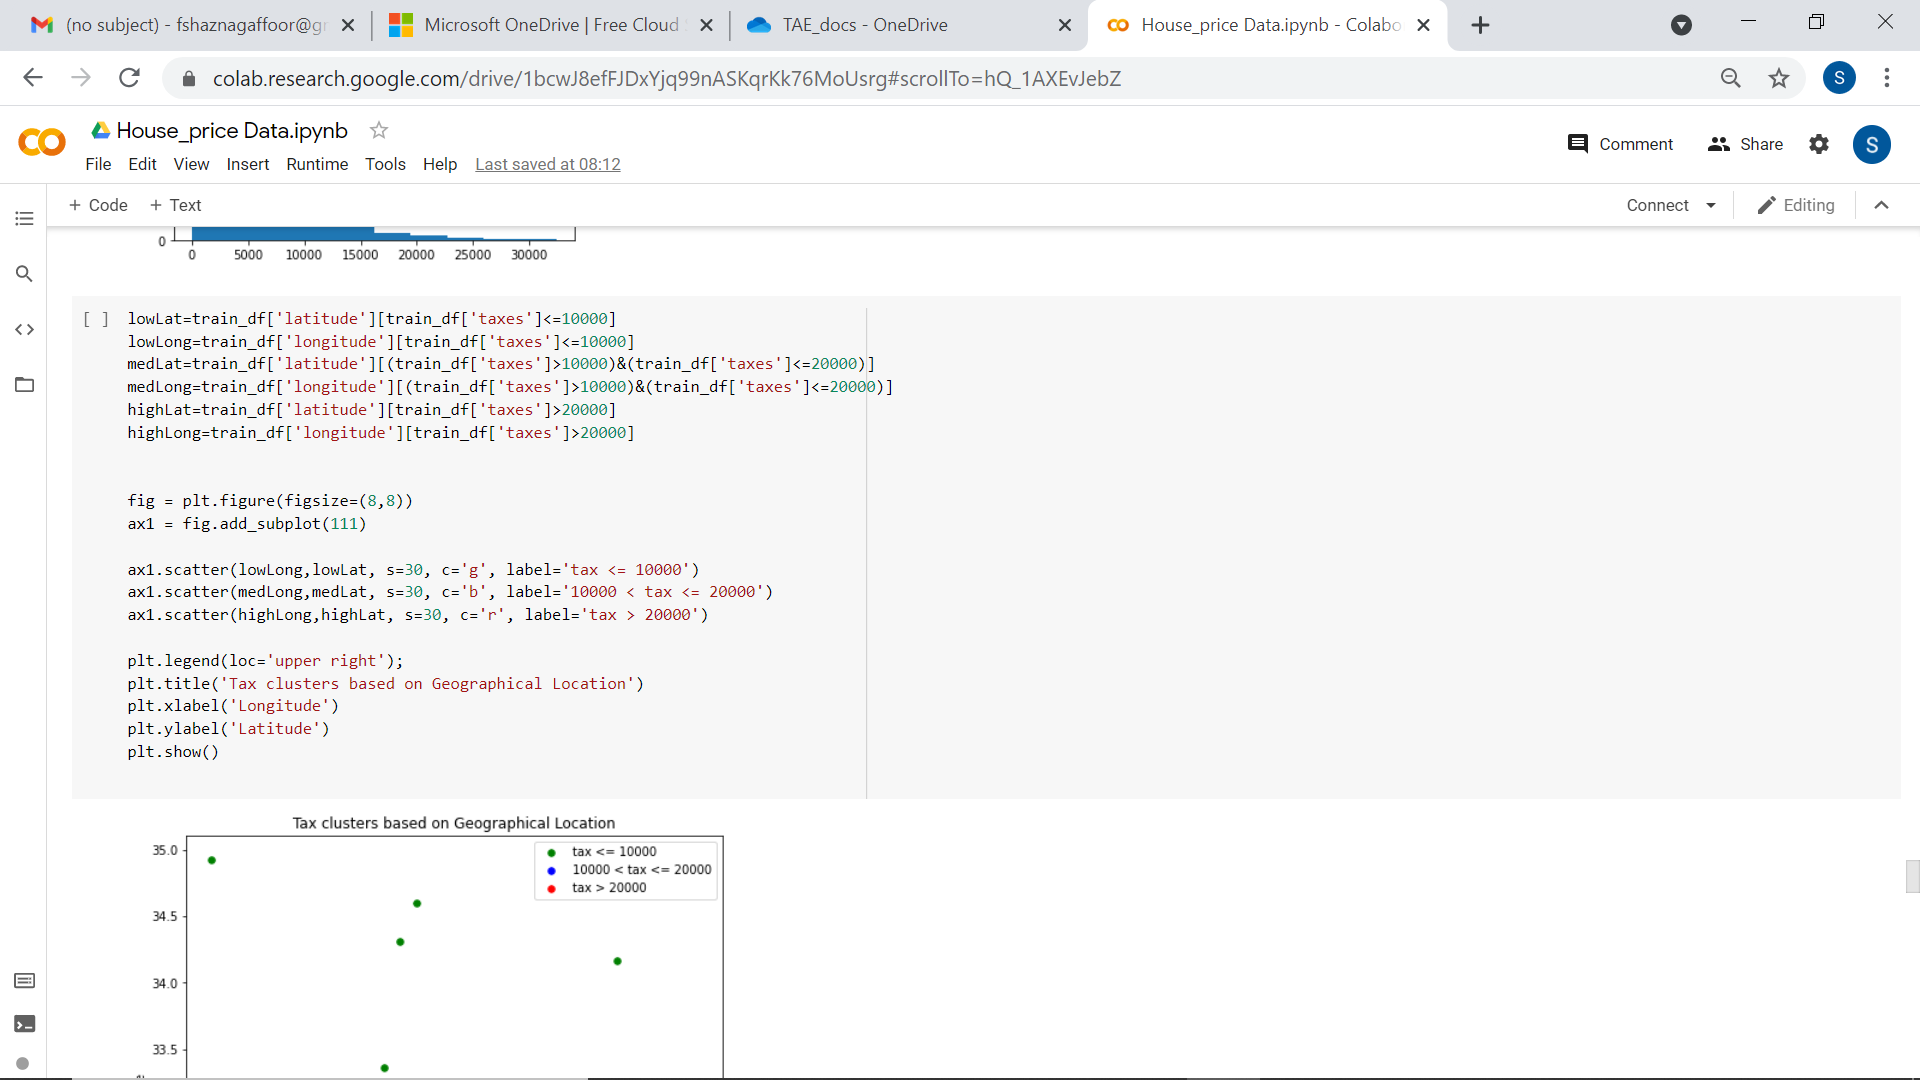 (no subject) - fshaznagaffoor@gr
Microsoft OneDrive | Free Cloud
TAE_docs - OneDrive
House_price Data.ipynb - Colabo
colab.research.google.com/drive/1bcwJ8efFJDxYjq99nASKqrKk76MoUsrg#scrollTo=hQ_1AXEvJebZ
S
House_price Data.ipynb
Comment
Share
S
File Edit View Insert Runtime Tools Help Last saved at 08:12
+ Code + Text
Connect
Editing
0
0 5000 10000 15000 20000 25000 30000
[ ] lowLat=train_df['latitude'][train_df['taxes']<=10000]
lowLong=train_df['longitude'][train_df['taxes']<=10000]
medLat=train_df['latitude'][(train_df['taxes']>10000)&(train_df['taxes']<=20000)]
medLong=train_df['longitude'][(train_df['taxes']>10000)&(train_df['taxes']<=20000)]
highLat=train_df['latitude'][train_df['taxes']>20000]
highLong=train_df['longitude'][train_df['taxes']>20000]
fig = plt.figure(figsize=(8,8))
ax1 = fig.add_subplot(111)
ax1.scatter(lowLong,lowLat, s=30, c='g', label='tax <= 10000')
ax1.scatter(medLong,medLat, s=30, c='b', label='10000 < tax <= 20000')
ax1.scatter(highLong,highLat, s=30, c='r', label='tax > 20000')
plt.legend(loc='upper right');
plt.title('Tax clusters based on Geographical Location')
plt.xlabel('Longitude')
plt.ylabel('Latitude')
plt.show()
Tax clusters based on Geographical Location
35.0
tax <= 10000
10000 < tax <= 20000
tax > 20000
34.5
34.0
33.5